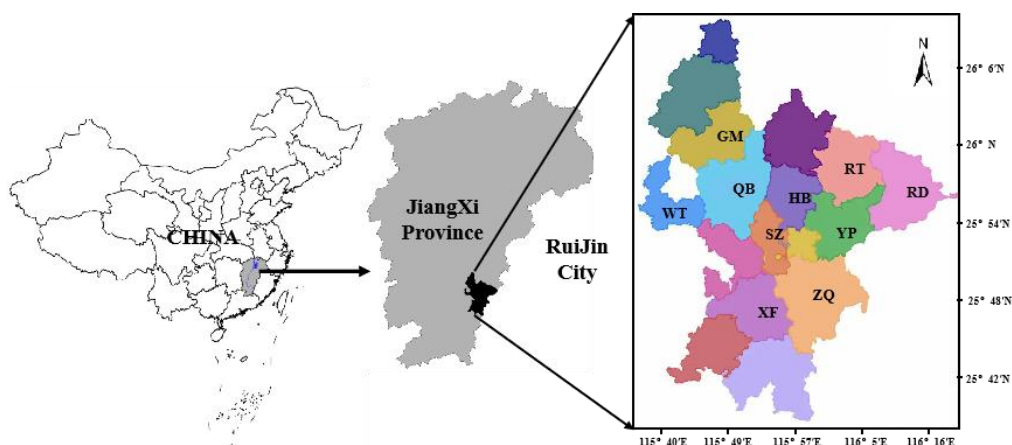 CHINA
JiangXi
Province
RuiJin
City
N
GM
RT
QB
HB
RD
WT
SZ
YP
ZQ
XF
26° 6′N
26° N
25° 54′N
25° 48′N
25° 42′N
115° 40′E 115° 49′E 115° 57′E 116° 5′E 116° 16′E